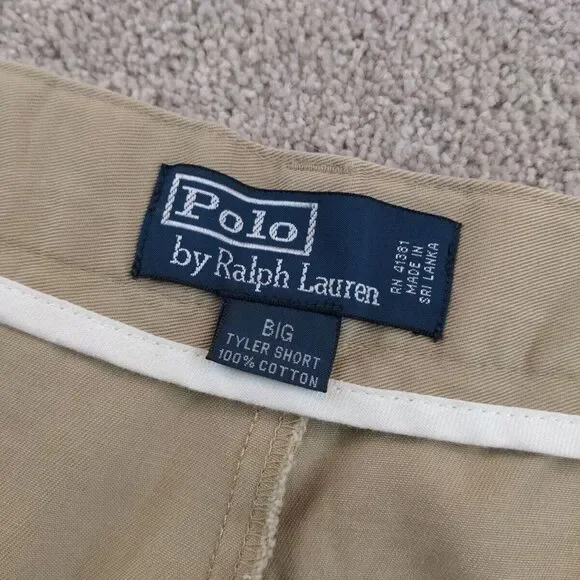 Polo
by Ralph Lauren
RN 41381
MADE IN
SRI LANKA
BIG
TYLER SHORT
100% COTTON